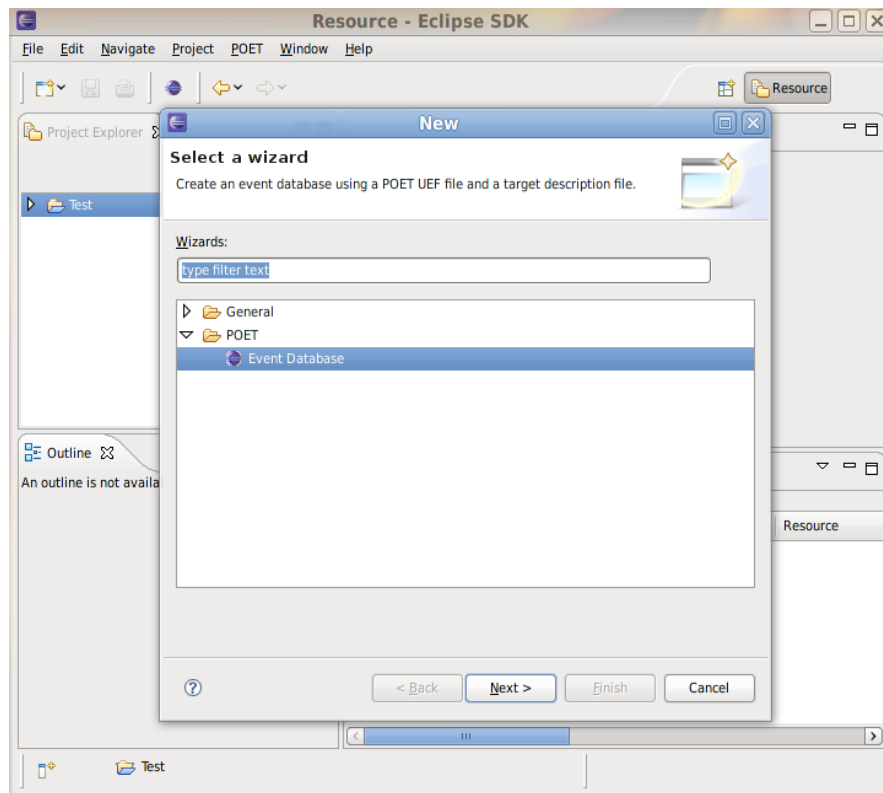 Resource - Eclipse SDK
File Edit Navigate Project POET Window Help
Resource
Project Explorer
New
Select a wizard
Create an event database using a POET UEF file and a target description file.
Test
Wizards:
type filter text
General
POET
Event Database
Outline
An outline is not availa
Resource
< Back Next > Finish Cancel
Test